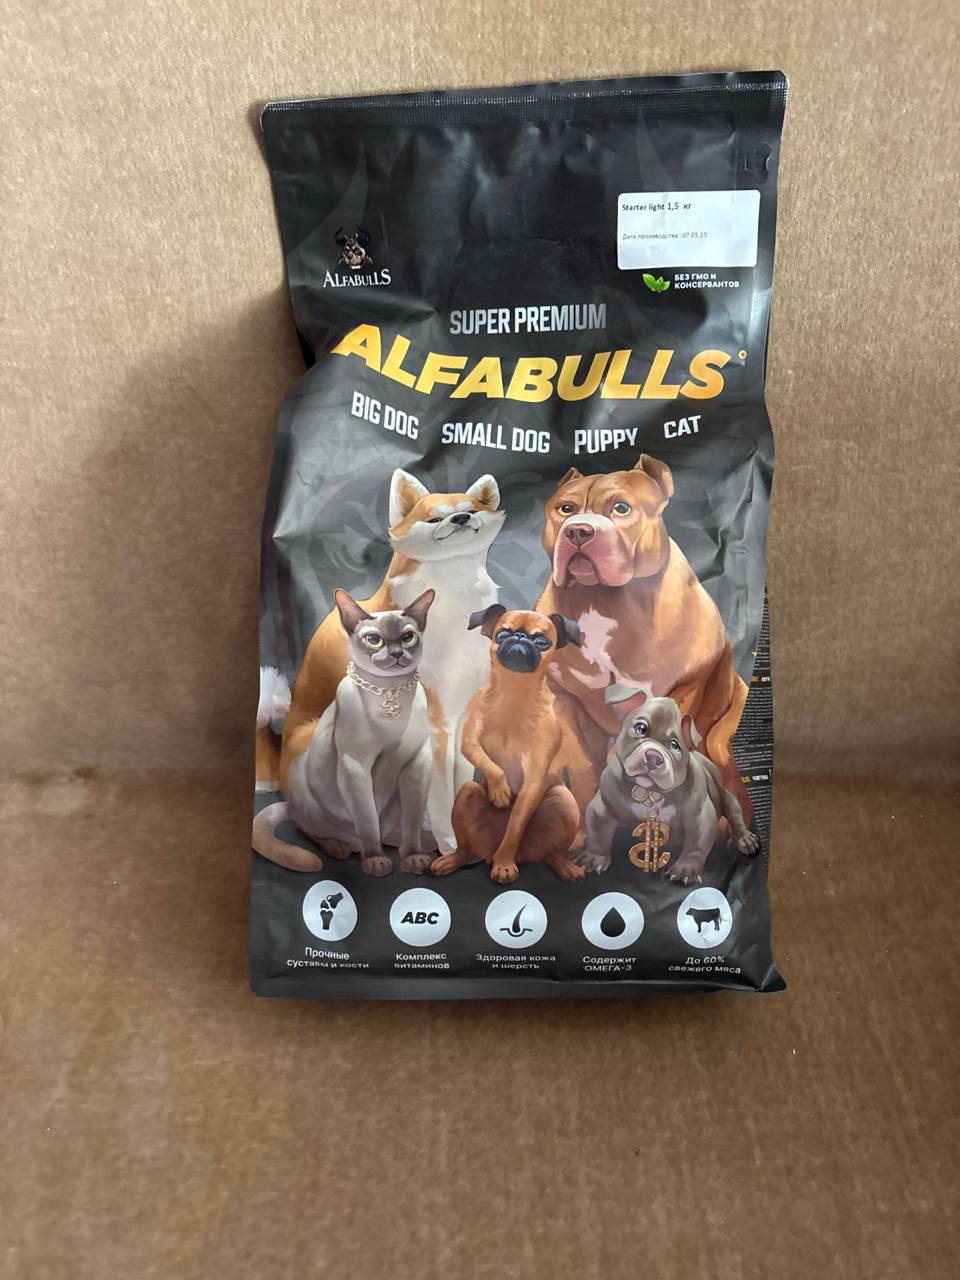 Starter light 1,5 кг
Дата производства : 07.05.25
ALFABULLS
БЕЗ ГМО И
КОНСЕРВАНТОВ
SUPER PREMIUM
ALFABULLS
BIG DOG SMALL DOG PUPPY CAT
ABC
Прочные
суставы и кости
Комплекс
витаминов
Здоровая кожа
и шерсть
Содержит
ОМЕГА-3
До 60%
свежего мяса